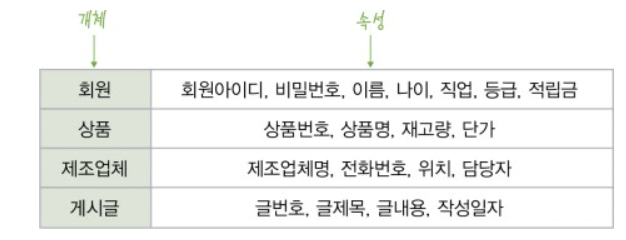 개체 속성
회원 회원아이디, 비밀번호, 이름, 나이, 직업, 등급, 적립금
상품 상품번호, 상품명, 재고량, 단가
제조업체 제조업체명, 전화번호, 위치, 담당자
게시글 글번호, 글제목, 글내용, 작성일자